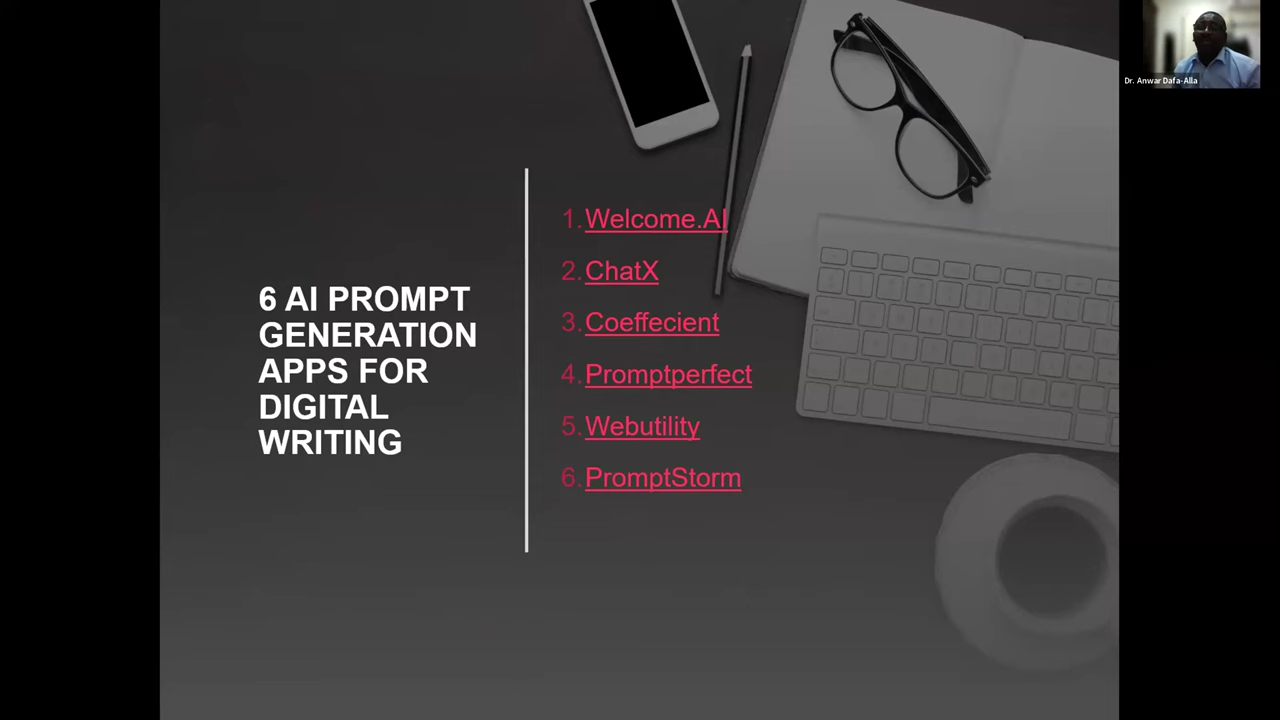 6 AI PROMPT
GENERATION
APPS FOR
DIGITAL
WRITING
1. Welcome.AI
2. ChatX
3. Coeffecient
4. Promptperfect
5. Webutility
6. PromptStorm
Dr. Anwar Dafa-Alla